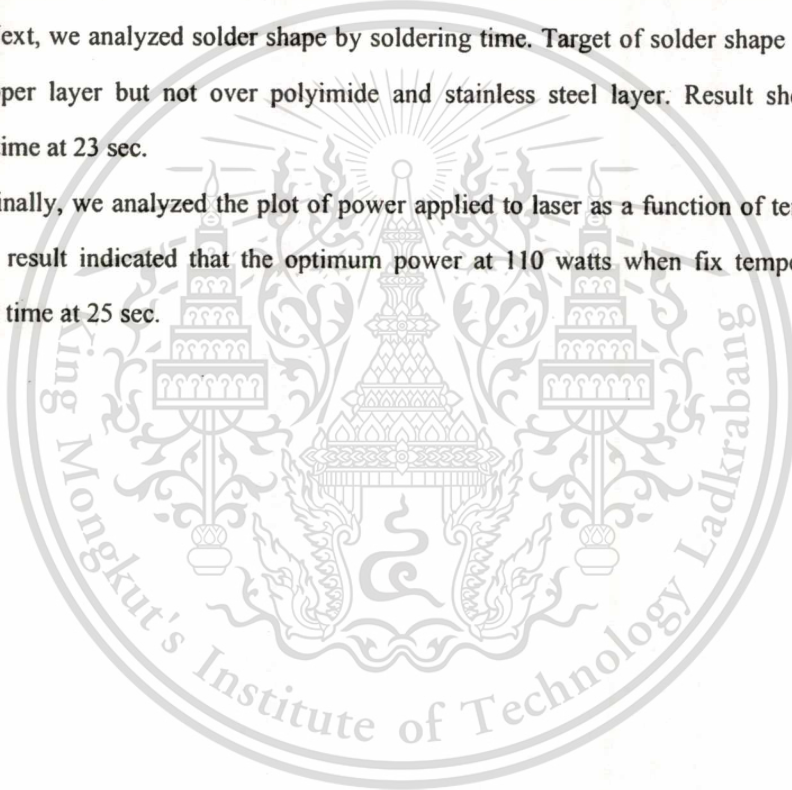 ext, we analyzed solder shape by soldering time. Target of solder shape
per layer but not over polyimide and stainless steel layer. Result sh
ime at 23 sec.
inally, we analyzed the plot of power applied to laser as a function of te
result indicated that the optimum power at 110 watts when fix temp
time at 25 sec.
King Mongkut's Institute of Technology Ladkrabang